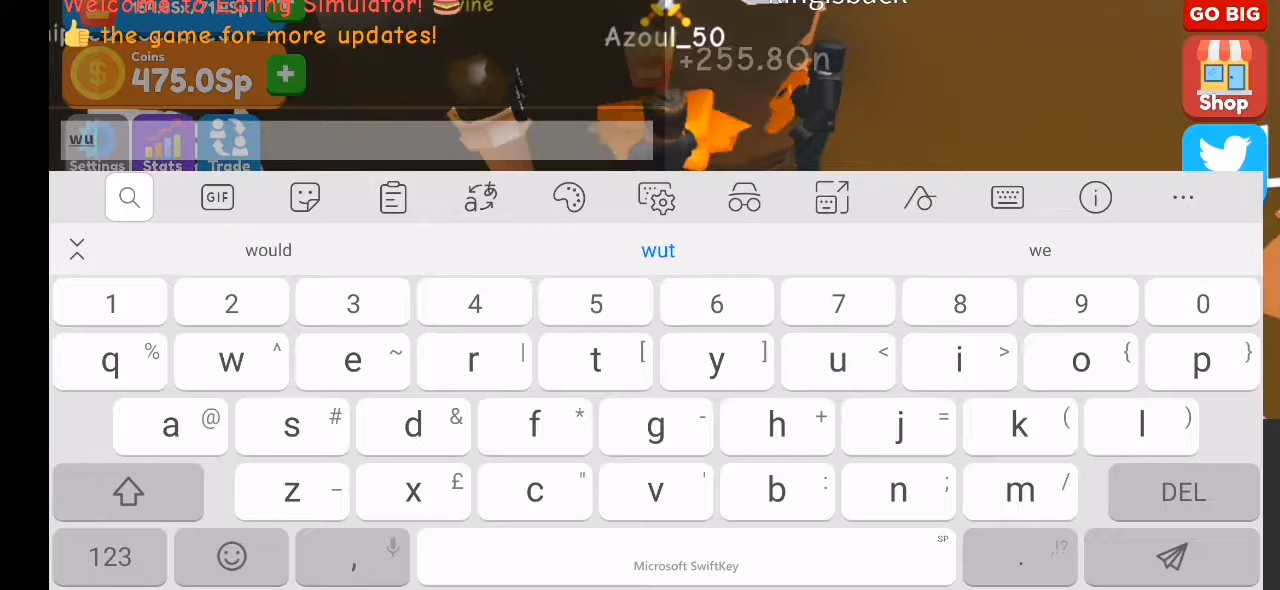 Welcome to Eating Simulator!
the game for more updates!
Azoul_50
+255.8Qn
GO BIG
Coins
475.0Sp
Shop
wu
Settings Stats Trade
GIF
would wut we
1 2 3 4 5 6 7 8 9 0
q % w ^ e ~ r | t [ y ] u < i > o { p }
a @ s # d & f * g - h + j = k ( l )
z _ x £ c " v ' b : n ; m / DEL
123 , SP . ,!?
Microsoft SwiftKey